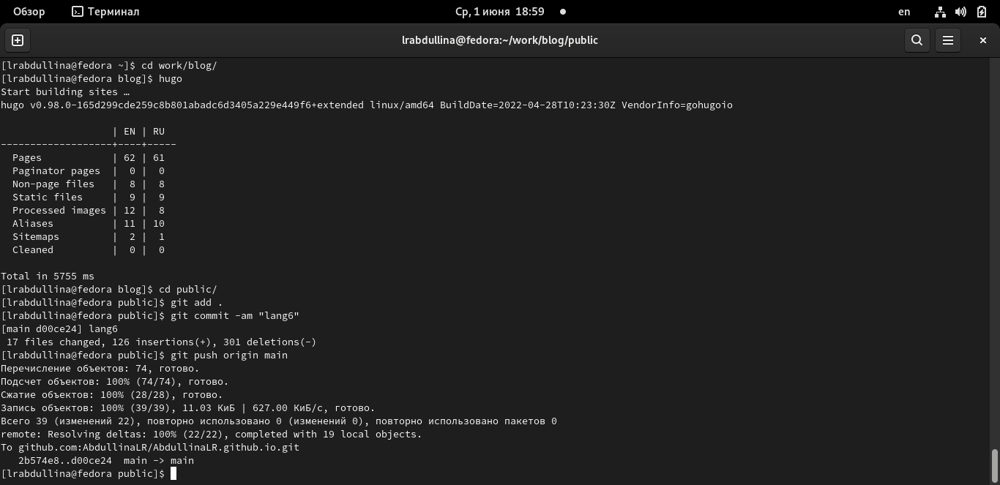 Обзор Терминал Ср, 1 июня 18:59 en
lrabdullina@fedora:~/work/blog/public
[lrabdullina@fedora ~]$ cd work/blog/
[lrabdullina@fedora blog]$ hugo
Start building sites …
hugo v0.98.0-165d299cde259c8b801abadc6d3405a229e449f6+extended linux/amd64 BuildDate=2022-04-28T10:23:30Z VendorInfo=gohugoio
                   | EN | RU
-------------------+----+-----
  Pages            | 62 | 61
  Paginator pages  |  0 |  0
  Non-page files   |  8 |  8
  Static files     |  9 |  9
  Processed images | 12 |  8
  Aliases          | 11 | 10
  Sitemaps         |  2 |  1
  Cleaned          |  0 |  0
Total in 5755 ms
[lrabdullina@fedora blog]$ cd public/
[lrabdullina@fedora public]$ git add .
[lrabdullina@fedora public]$ git commit -am "lang6"
[main d00ce24] lang6
 17 files changed, 126 insertions(+), 301 deletions(-)
[lrabdullina@fedora public]$ git push origin main
Перечисление объектов: 74, готово.
Подсчет объектов: 100% (74/74), готово.
Сжатие объектов: 100% (28/28), готово.
Запись объектов: 100% (39/39), 11.03 КиБ | 627.00 КиБ/с, готово.
Всего 39 (изменений 22), повторно использовано 0 (изменений 0), повторно использовано пакетов 0
remote: Resolving deltas: 100% (22/22), completed with 19 local objects.
To github.com:AbdullinaLR/AbdullinaLR.github.io.git
   2b574e8..d00ce24  main -> main
[lrabdullina@fedora public]$